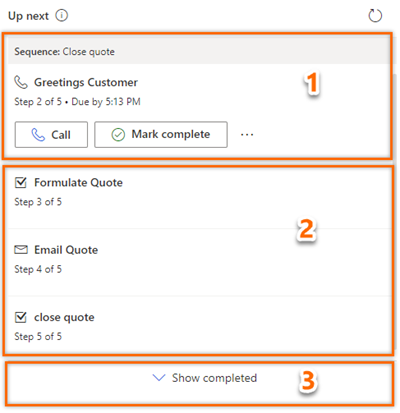 Up next
Sequence: Close quote
1
Greetings Customer
Step 2 of 5 • Due by 5:13 PM
Call Mark complete ...
Formulate Quote
Step 3 of 5
2
Email Quote
Step 4 of 5
close quote
Step 5 of 5
Show completed
3